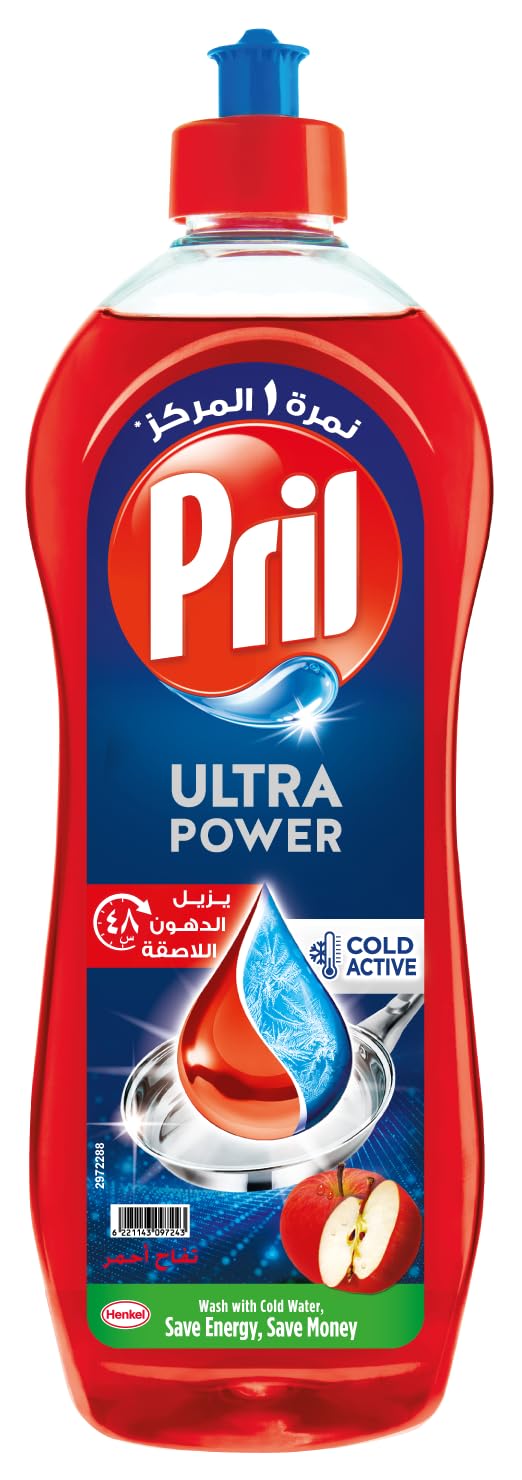 نمرة ١ المركز*
Pril
ULTRA
POWER
يزيل
الدهون
اللاصقة
٤٨
س
COLD
ACTIVE
2972288
6 221143 097243
تفاح أحمر
Henkel
Wash with Cold Water,
Save Energy, Save Money